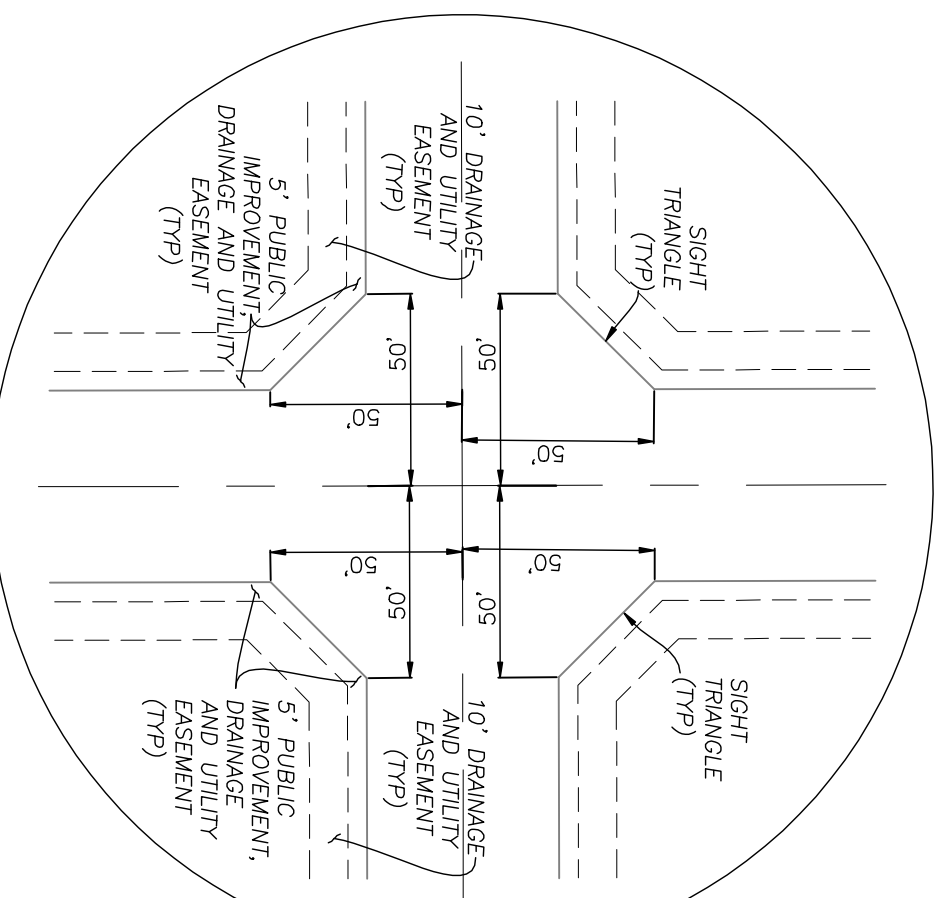 SIGHT
TRIANGLE
(TYP)
10' DRAINAGE
AND UTILITY
EASEMENT
(TYP)
5' PUBLIC
IMPROVEMENT,
DRAINAGE AND UTILITY
EASEMENT
(TYP)
50'
50'
50'
50'
50'
50'
50'
50'
SIGHT
TRIANGLE
(TYP)
10' DRAINAGE
AND UTILITY
EASEMENT
(TYP)
5' PUBLIC
IMPROVEMENT,
DRAINAGE
AND UTILITY
EASEMENT
(TYP)